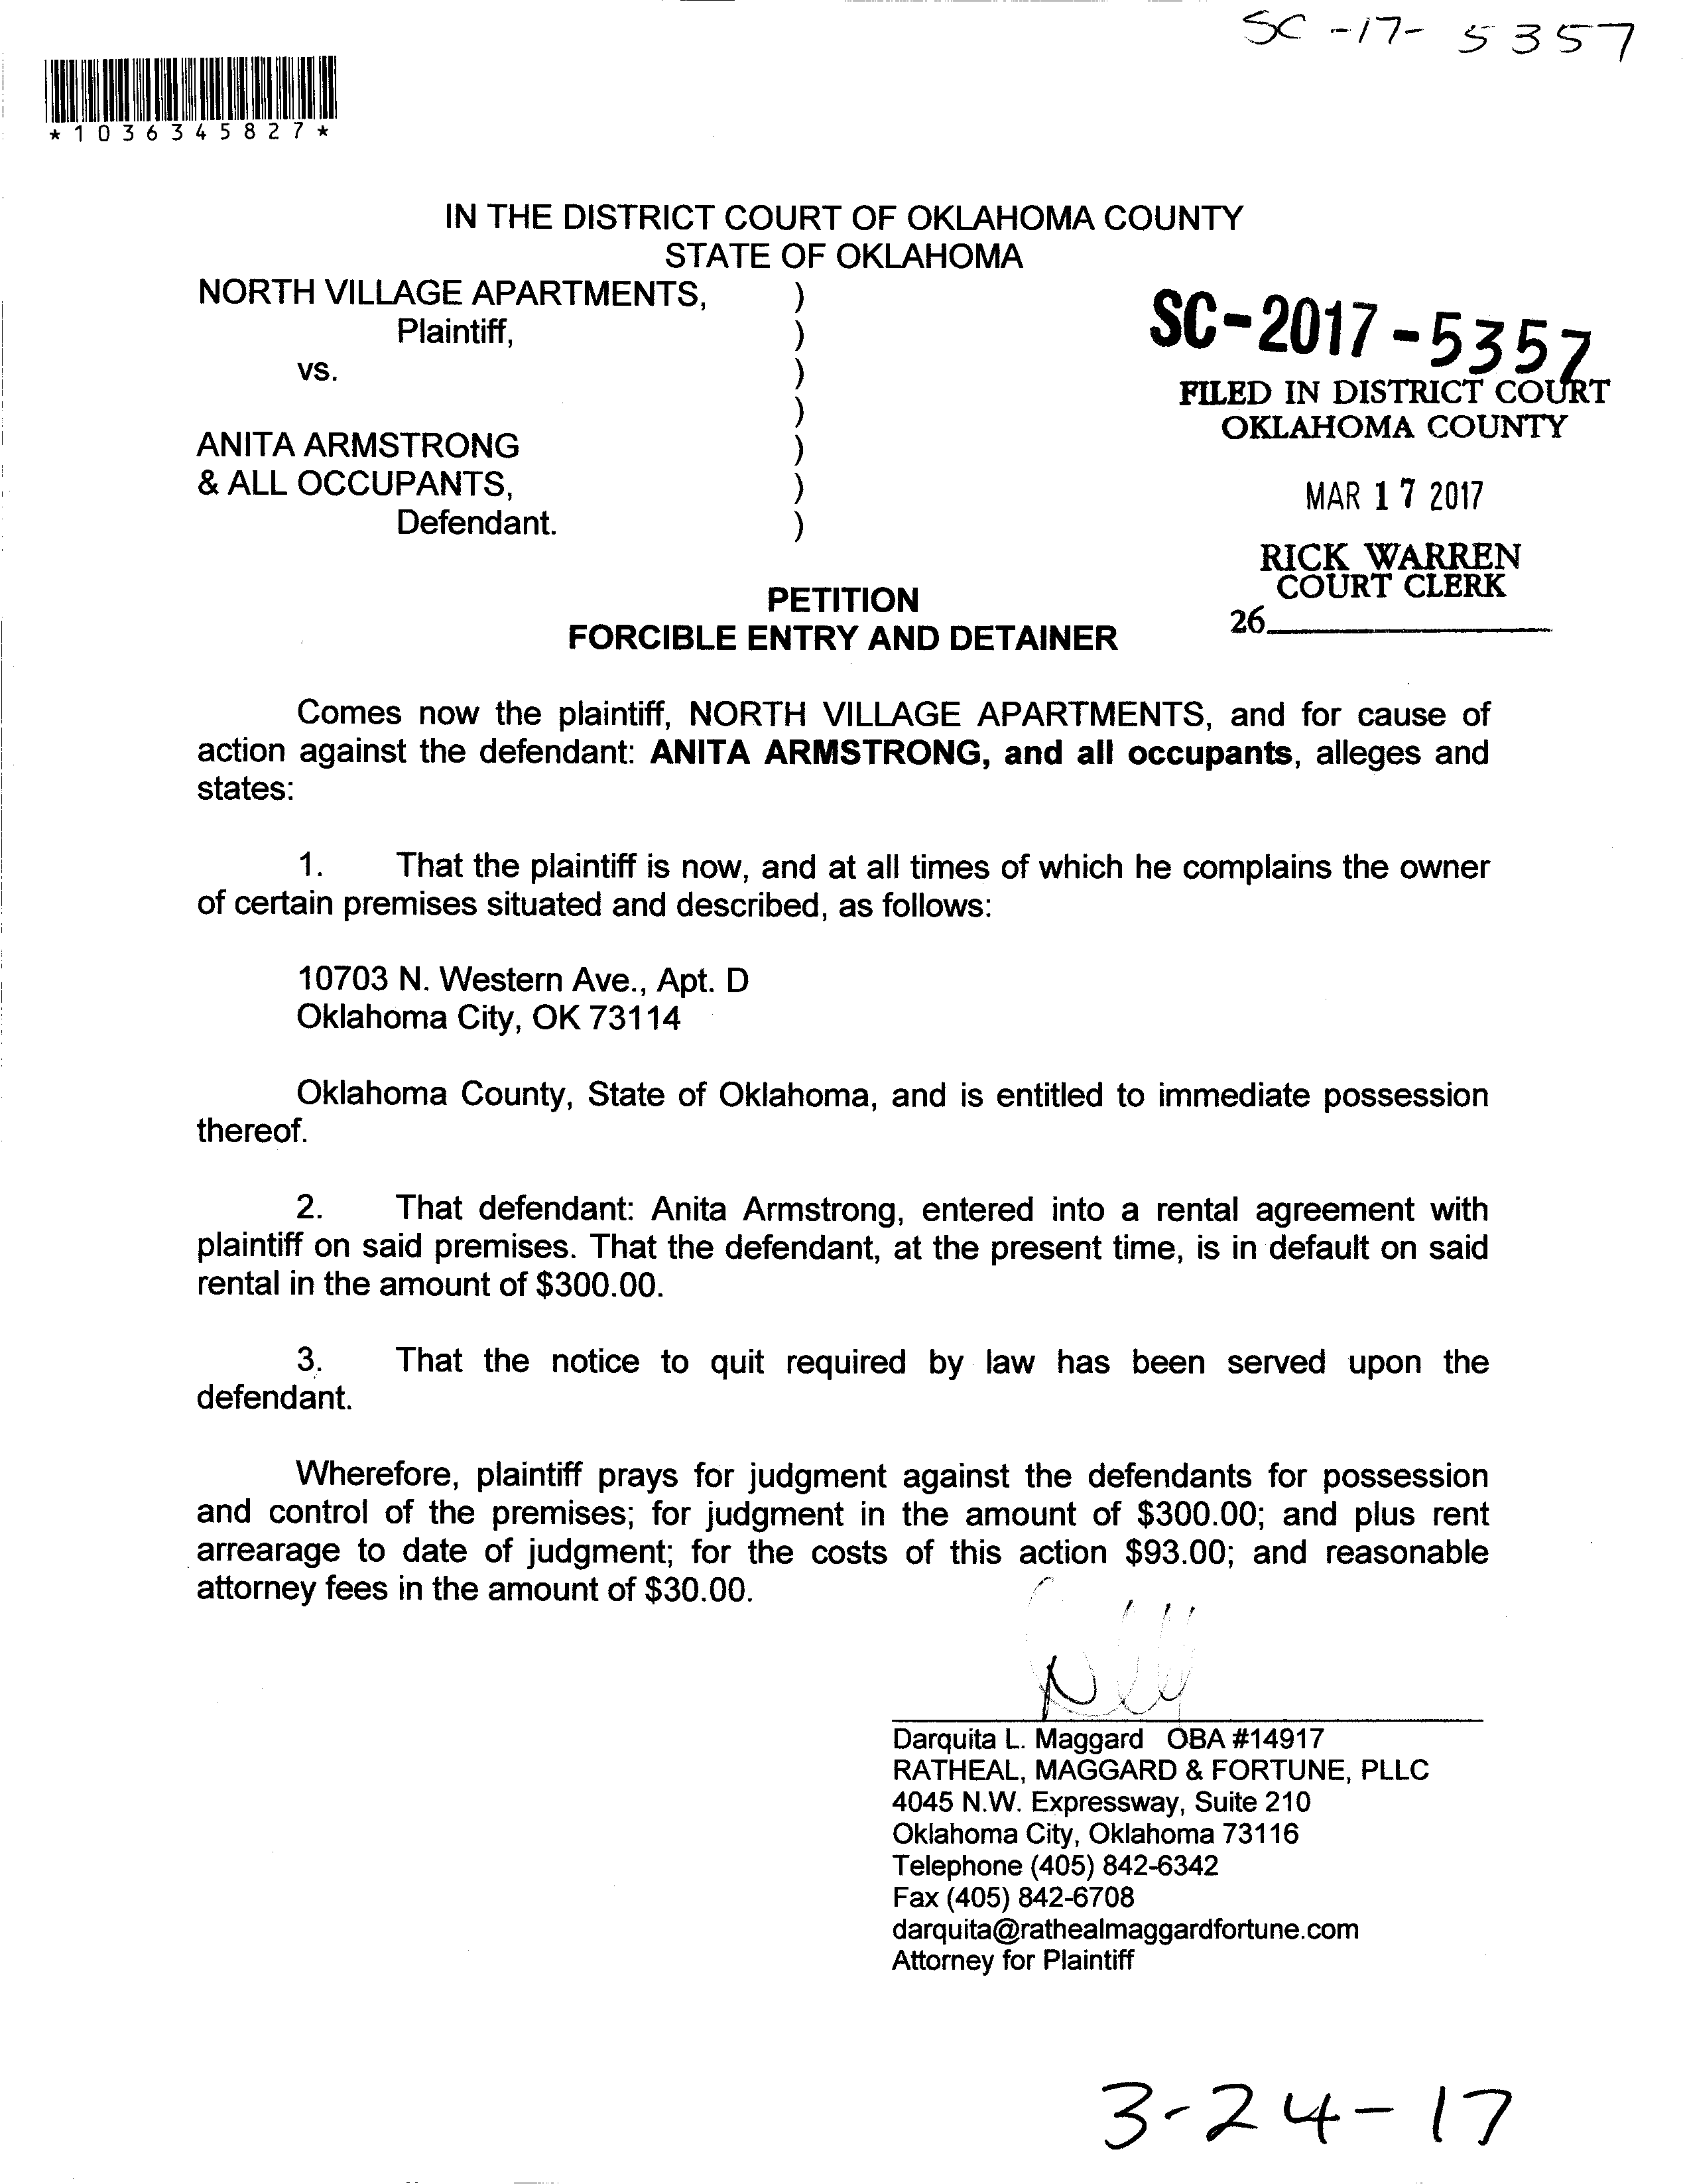 SC-17-5357
*1036345827*
IN THE DISTRICT COURT OF OKLAHOMA COUNTY
STATE OF OKLAHOMA
NORTH VILLAGE APARTMENTS, )
Plaintiff, )
vs. )
)
ANITA ARMSTRONG )
& ALL OCCUPANTS, )
Defendant. )
SC-2017-5357
FILED IN DISTRICT COURT
OKLAHOMA COUNTY
MAR 17 2017
RICK WARREN
COURT CLERK
26
PETITION
FORCIBLE ENTRY AND DETAINER
Comes now the plaintiff, NORTH VILLAGE APARTMENTS, and for cause of
action against the defendant: ANITA ARMSTRONG, and all occupants, alleges and
states:
1. That the plaintiff is now, and at all times of which he complains the owner
of certain premises situated and described, as follows:
10703 N. Western Ave., Apt. D
Oklahoma City, OK 73114
Oklahoma County, State of Oklahoma, and is entitled to immediate possession
thereof.
2. That defendant: Anita Armstrong, entered into a rental agreement with
plaintiff on said premises. That the defendant, at the present time, is in default on said
rental in the amount of $300.00.
3. That the notice to quit required by law has been served upon the
defendant.
Wherefore, plaintiff prays for judgment against the defendants for possession
and control of the premises; for judgment in the amount of $300.00; and plus rent
arrearage to date of judgment; for the costs of this action $93.00; and reasonable
attorney fees in the amount of $30.00.
Darquita L. Maggard OBA #14917
RATHEAL, MAGGARD & FORTUNE, PLLC
4045 N.W. Expressway, Suite 210
Oklahoma City, Oklahoma 73116
Telephone (405) 842-6342
Fax (405) 842-6708
darquita@rathealmaggardfortune.com
Attorney for Plaintiff
3-24-17